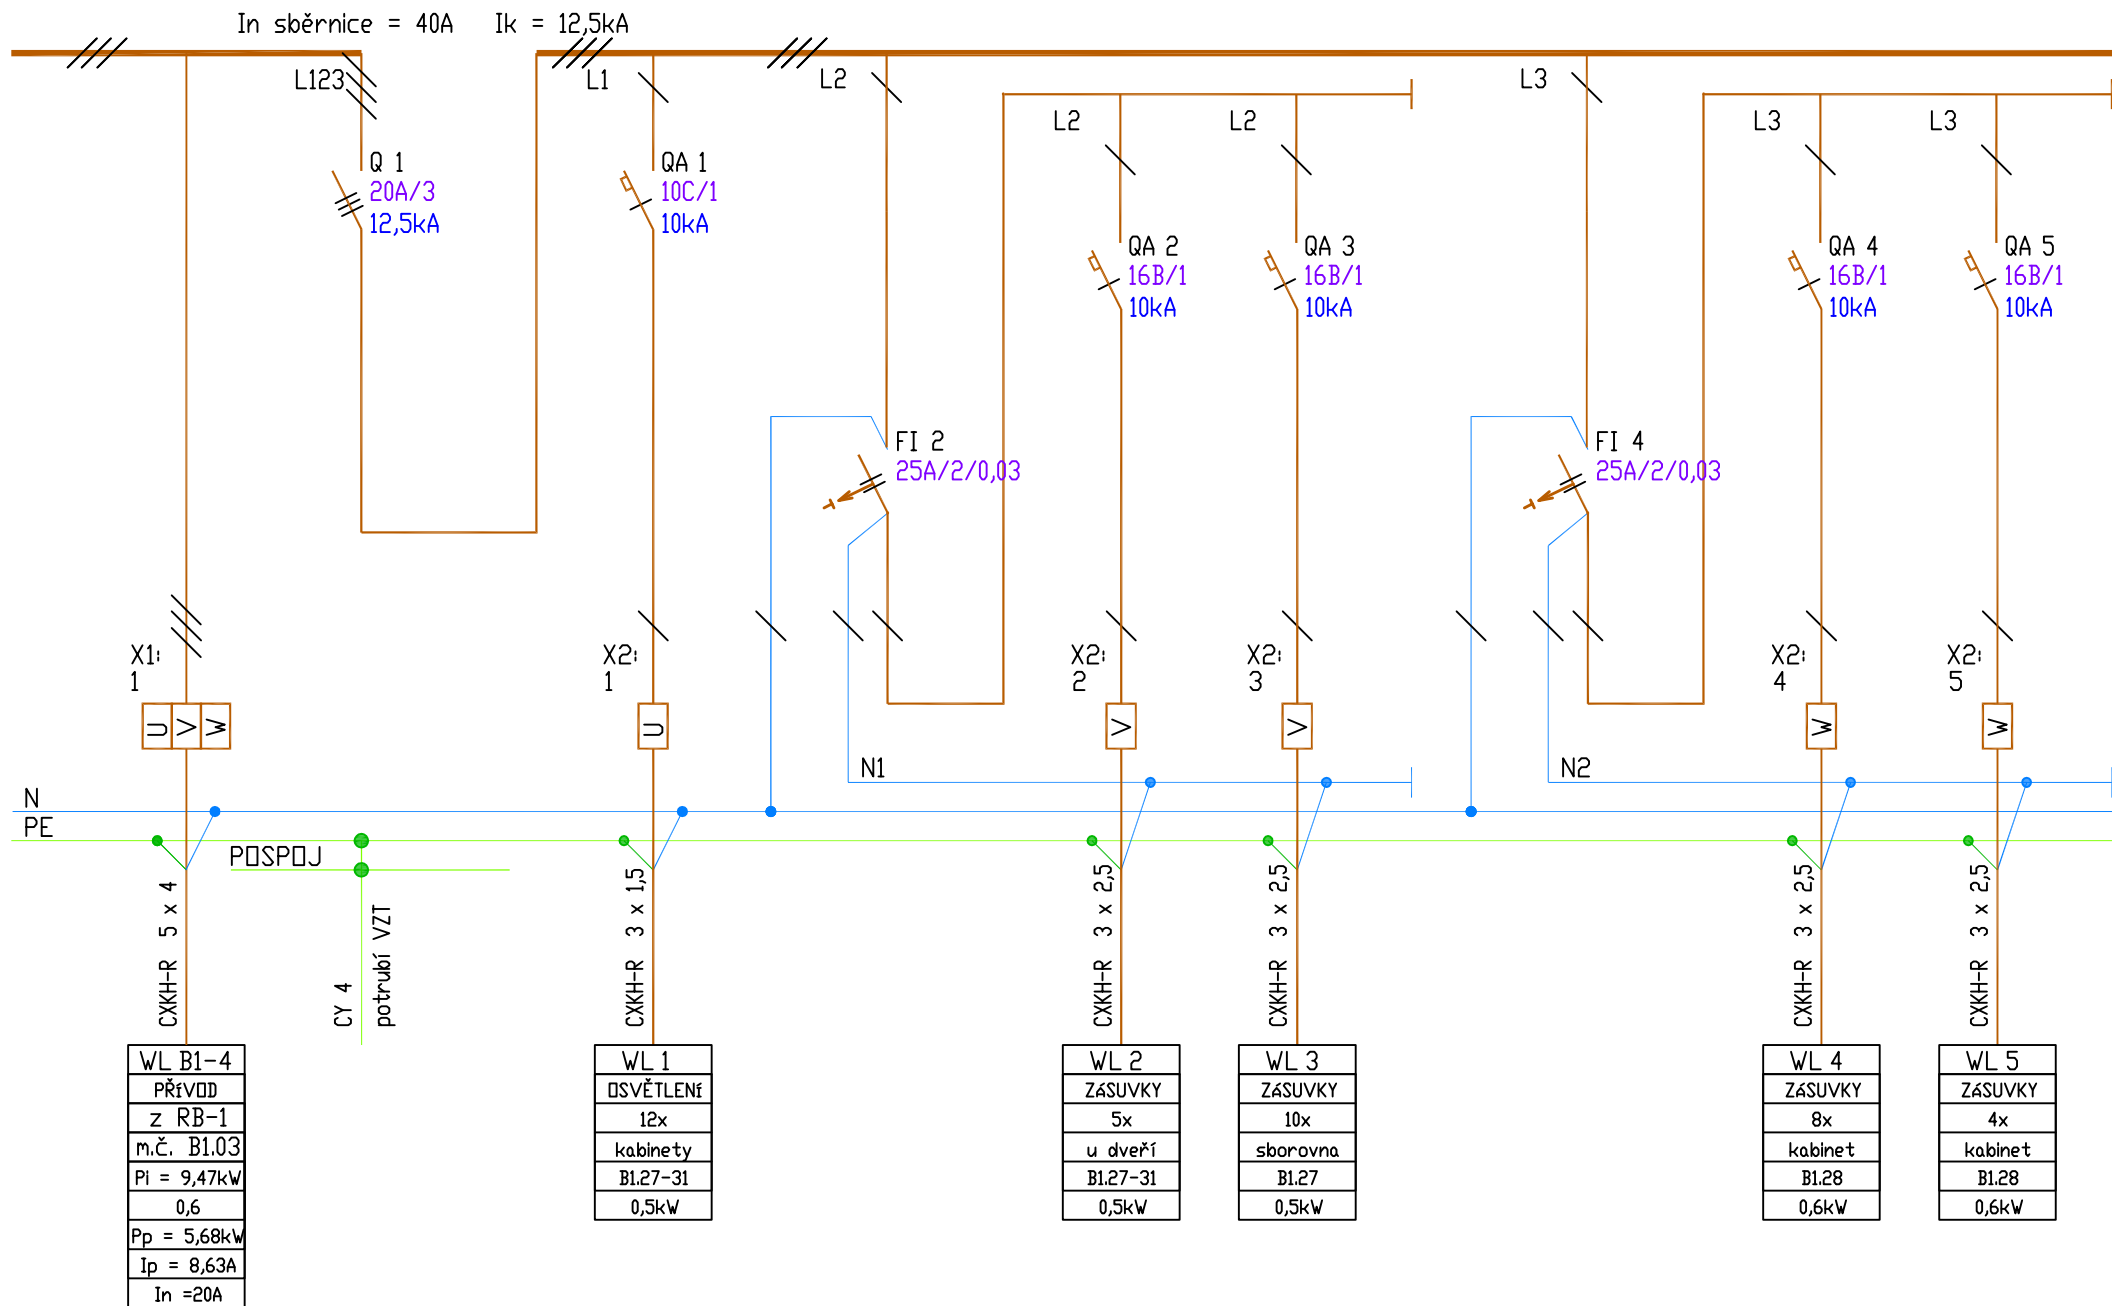 In sběrnice = 40A   Ik = 12,5kA
L123
L1
L2
L3
L2
L2
L3
L3
Q 1
20A/3
12,5kA
QA 1
10C/1
10kA
QA 2
16B/1
10kA
QA 3
16B/1
10kA
QA 4
16B/1
10kA
QA 5
16B/1
10kA
FI 2
25A/2/0,03
FI 4
25A/2/0,03
X1:
1
X2:
1
X2:
2
X2:
3
X2:
4
X2:
5
U V W
U
V
V
W
W
N1
N2
N
PE
POSPOJ
CXKH-R 5 x 4
CY 4
potrubí VZT
CXKH-R 3 x 1,5
CXKH-R 3 x 2,5
CXKH-R 3 x 2,5
CXKH-R 3 x 2,5
CXKH-R 3 x 2,5
WL B1-4
PŘíVOD
z RB-1
m.č. B1.03
Pi = 9,47kW
0,6
Pp = 5,68kW
Ip = 8,63A
In =20A
WL 1
OSVĚTLENí
12x
kabinety
B1.27-31
0,5kW
WL 2
ZáSUVKY
5x
u dveří
B1.27-31
0,5kW
WL 3
ZáSUVKY
10x
sborovna
B1.27
0,5kW
WL 4
ZáSUVKY
8x
kabinet
B1.28
0,6kW
WL 5
ZáSUVKY
4x
kabinet
B1.28
0,6kW